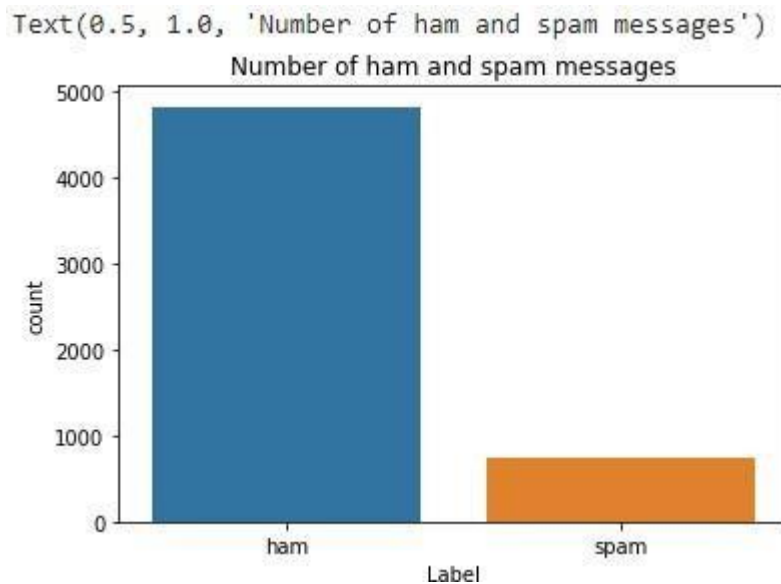 Text(0.5, 1.0, 'Number of ham and spam messages')
Number of ham and spam messages
5000
4000
3000
2000
1000
0
count
ham spam
Label